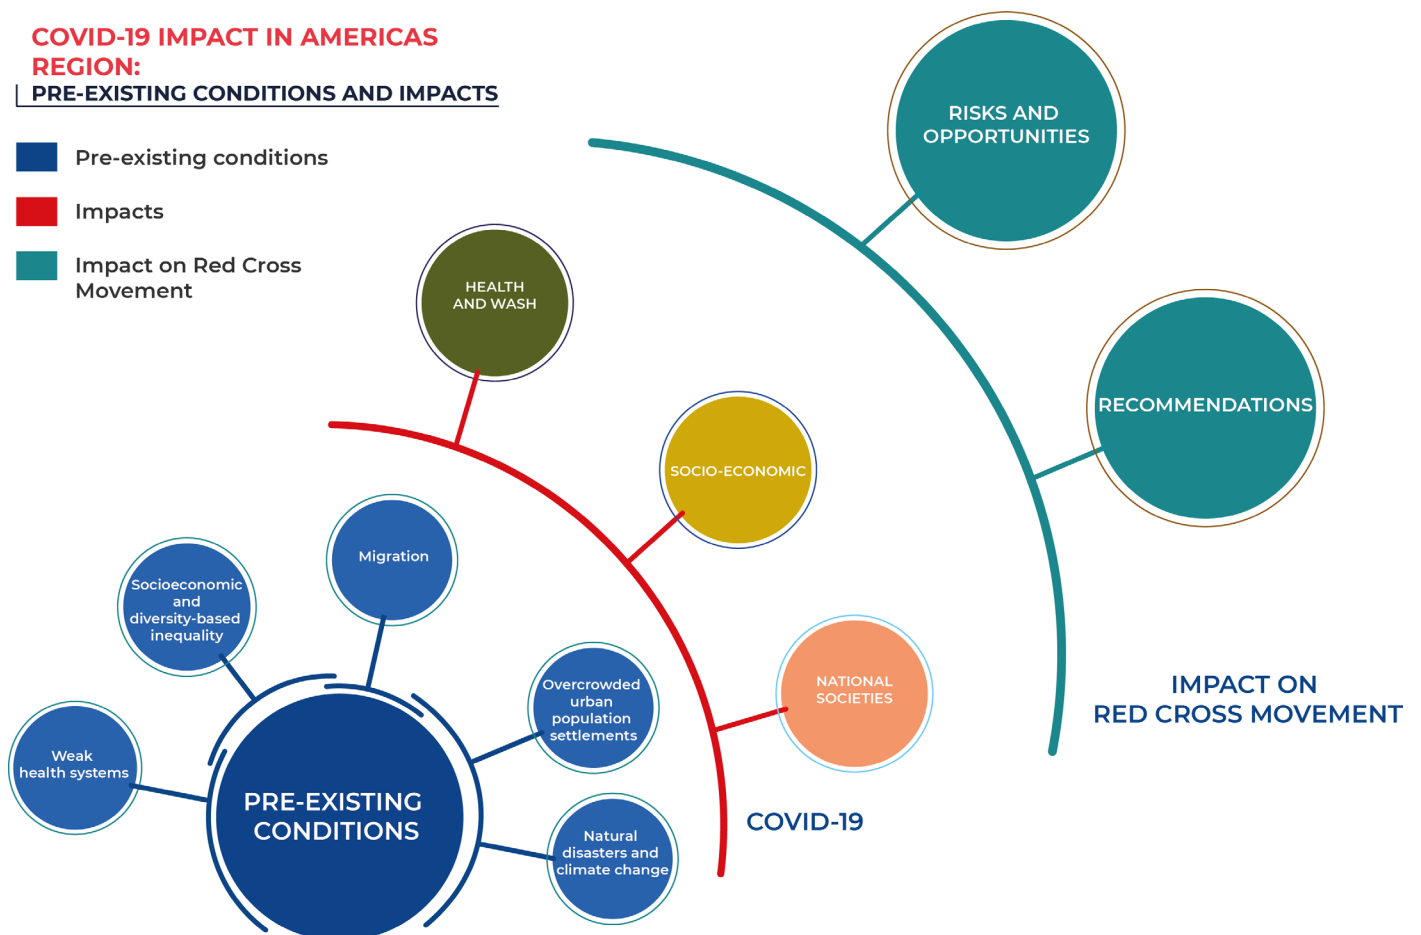 COVID-19 IMPACT IN AMERICAS
REGION:
PRE-EXISTING CONDITIONS AND IMPACTS
Pre-existing conditions
Impacts
Impact on Red Cross
Movement
RISKS AND
OPPORTUNITIES
HEALTH
AND WASH
RECOMMENDATIONS
SOCIO-ECONOMIC
Migration
Socioeconomic
and
diversity-based
inequality
Overcrowded
urban
population
settlements
NATIONAL
SOCIETIES
IMPACT ON
RED CROSS MOVEMENT
Weak
health systems
PRE-EXISTING
CONDITIONS
COVID-19
Natural
disasters and
climate change